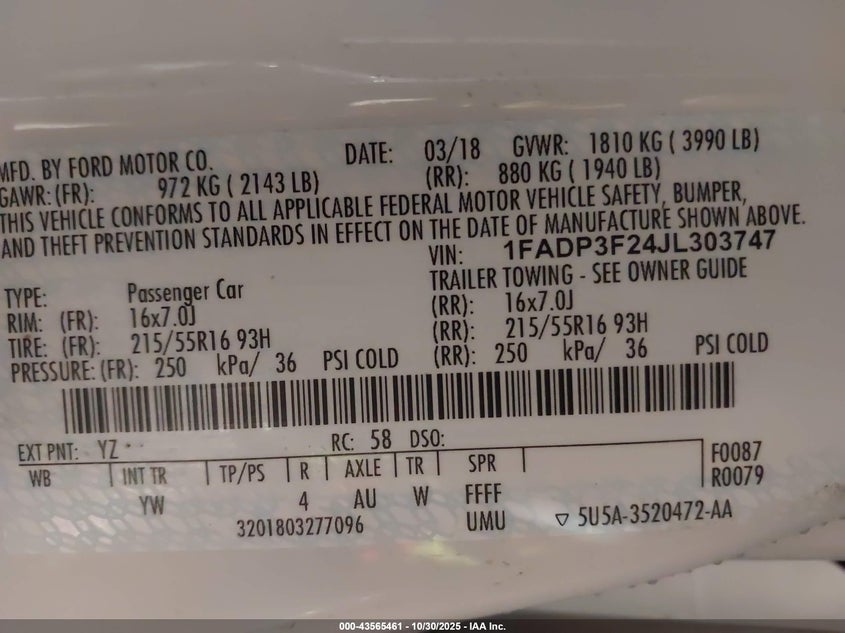 MFD. BY FORD MOTOR CO. DATE: 03/18 GVWR: 1810 KG ( 3990 LB)
GAWR: (FR): 972 KG ( 2143 LB) (RR): 880 KG ( 1940 LB)
THIS VEHICLE CONFORMS TO ALL APPLICABLE FEDERAL MOTOR VEHICLE SAFETY, BUMPER,
AND THEFT PREVENTION STANDARDS IN EFFECT ON THE DATE OF MANUFACTURE SHOWN ABOVE.
VIN: 1FADP3F24JL303747
TYPE: Passenger Car TRAILER TOWING - SEE OWNER GUIDE
RIM: (FR): 16x7.0J (RR): 16x7.0J
TIRE: (FR): 215/55R16 93H (RR): 215/55R16 93H
PRESSURE: (FR): 250 kPa/ 36 PSI COLD (RR): 250 kPa/ 36 PSI COLD
EXT PNT: YZ RC: 58 DSO:
WB INT TR TP/PS R AXLE TR SPR F0087
YW 4 AU W FFFF R0079
3201803277096 UMU 5U5A-3520472-AA
000-43565461 - 10/30/2025 - IAA Inc.